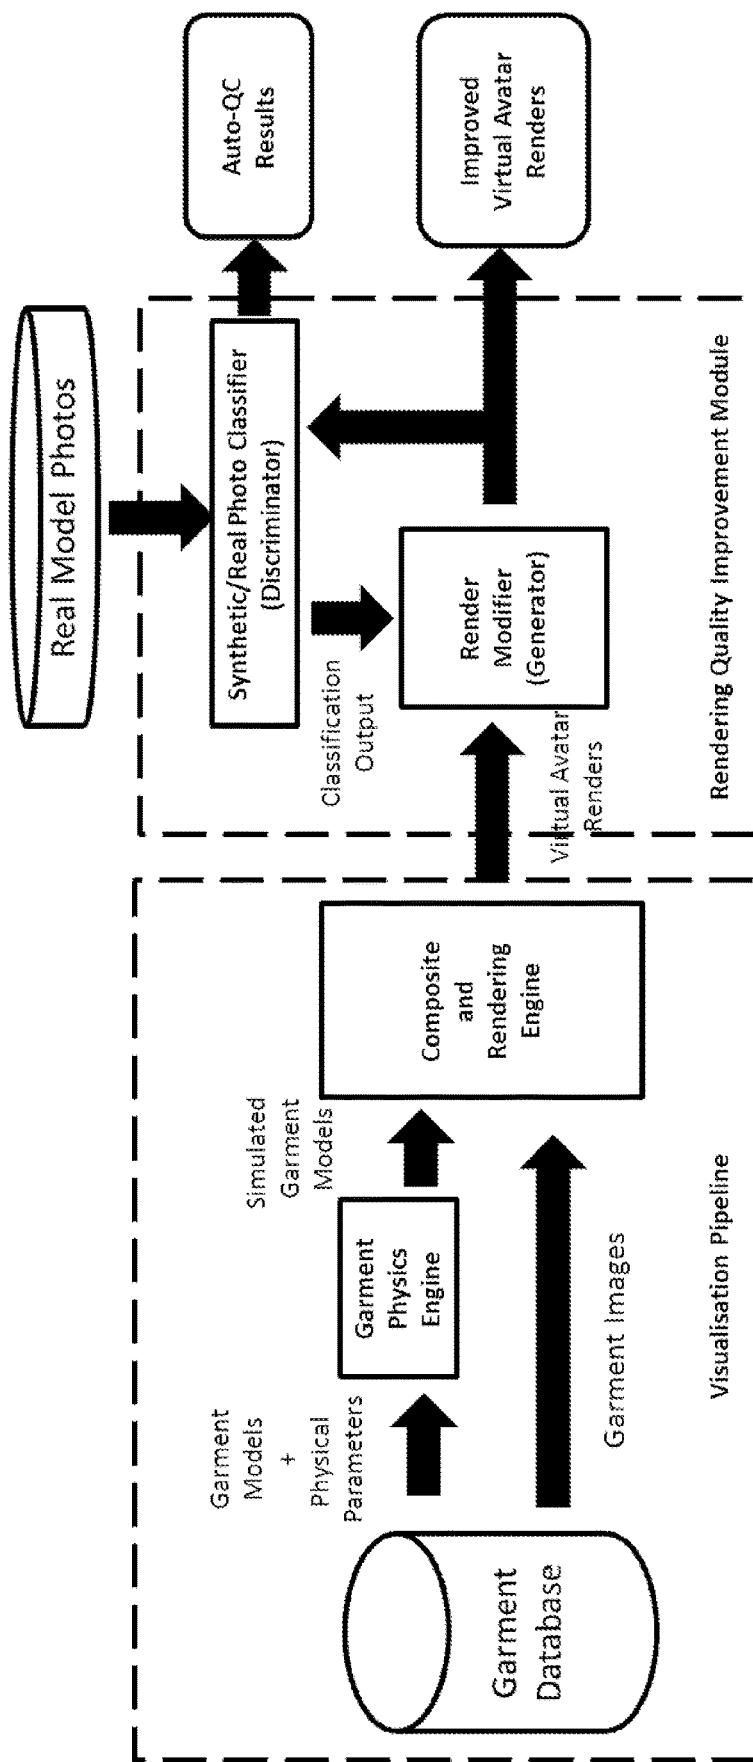 Real Model Photos
Auto-QC
Results
Synthetic/Real Photo Classifier
(Discriminator)
Classification
Output
Improved
Virtual Avatar
Renders
Render
Modifier
(Generator)
Virtual Avatar
Renders
Rendering Quality Improvement Module
Garment
Models
+
Physical
Parameters
Simulated
Garment
Models
Garment
Physics
Engine
Composite
and
Rendering
Engine
Garment
Database
Garment Images
Visualisation Pipeline